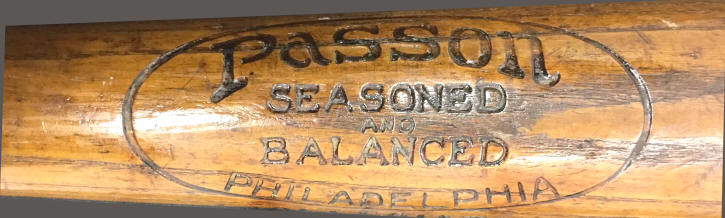 Passon
SEASONED
AND
BALANCED
PHILADELPHIA